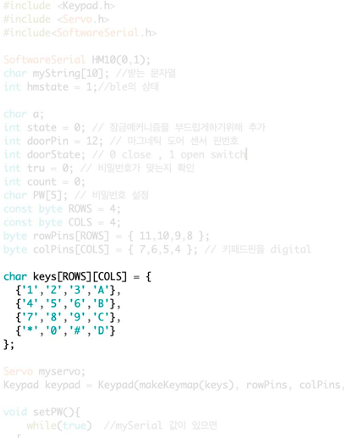 #include <Keypad.h>
#include <Servo.h>
#include<SoftwareSerial.h>
SoftwareSerial HM10(0,1);
char myString[10]; //받는 문자열
int hmstate = 1;//ble의 상태
char a;
int state = 0; // 잠금메커니즘을 부드럽게하기위해 추가
int doorPin = 12; // 마그네틱 도어 센서 핀번호
int doorState; // 0 close , 1 open switch
int tru = 0; // 비밀번호가 맞는지 확인
int count = 0;
char PW[5]; // 비밀번호 설정
const byte ROWS = 4;
const byte COLS = 4;
byte rowPins[ROWS] = { 11,10,9,8 };
byte colPins[COLS] = { 7,6,5,4 }; // 키패드핀들 digital
char keys[ROWS][COLS] = {
{'1','2','3','A'},
{'4','5','6','B'},
{'7','8','9','C'},
{'*','0','#','D'}
};
Servo myservo;
Keypad keypad = Keypad(makeKeymap(keys), rowPins, colPins,
void setPW(){
while(true) //mySerial 값이 있으면